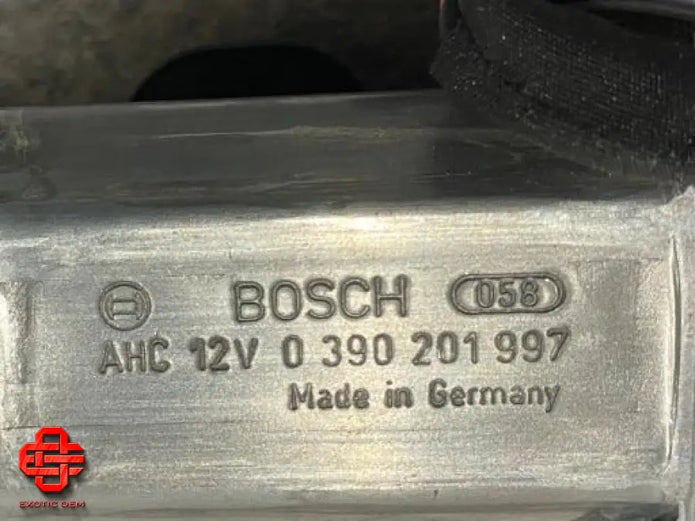 BOSCH 058
AHC 12V 0 390 201 997
Made in Germany
EXOTIC OEM